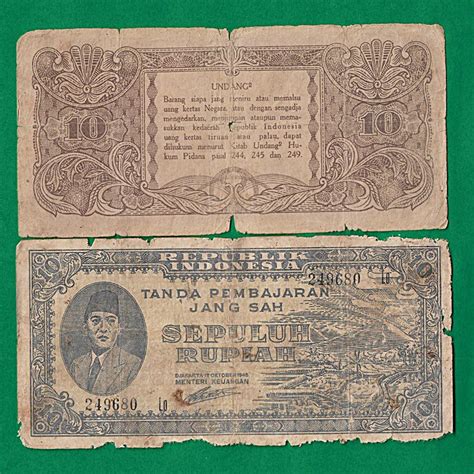 UNDANG²
Barang siapa jang meniru atau memalsu
uang kertas Negara atau dengan sengadja
mengedarkan, menjimpan ataupun mema-
sukkan kedaerah Republik Indonesia
uang kertas tiruan atau palsu, dapat
dihukum menurut Kitab Undang² Hu-
kum Pidana pasal 244, 245 dan 249.
10
10
REPUBLIK
INDONESIA
10
10
249680
TANDA PEMBAJARAN
JANG SAH
SEPULUH
RUPIAH
DJAKARTA 17 OKTOBER 1945
MENTERI KEUANGAN
249680
10
10